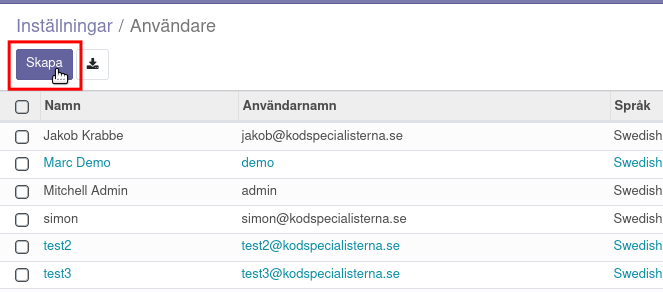 Inställningar / Användare
Skapa
Namn Användarnamn Språk
Jakob Krabbe jakob@kodspecialisterna.se Swedish
Marc Demo demo Swedish
Mitchell Admin admin Swedish
simon simon@kodspecialisterna.se Swedish
test2 test2@kodspecialisterna.se Swedish
test3 test3@kodspecialisterna.se Swedish